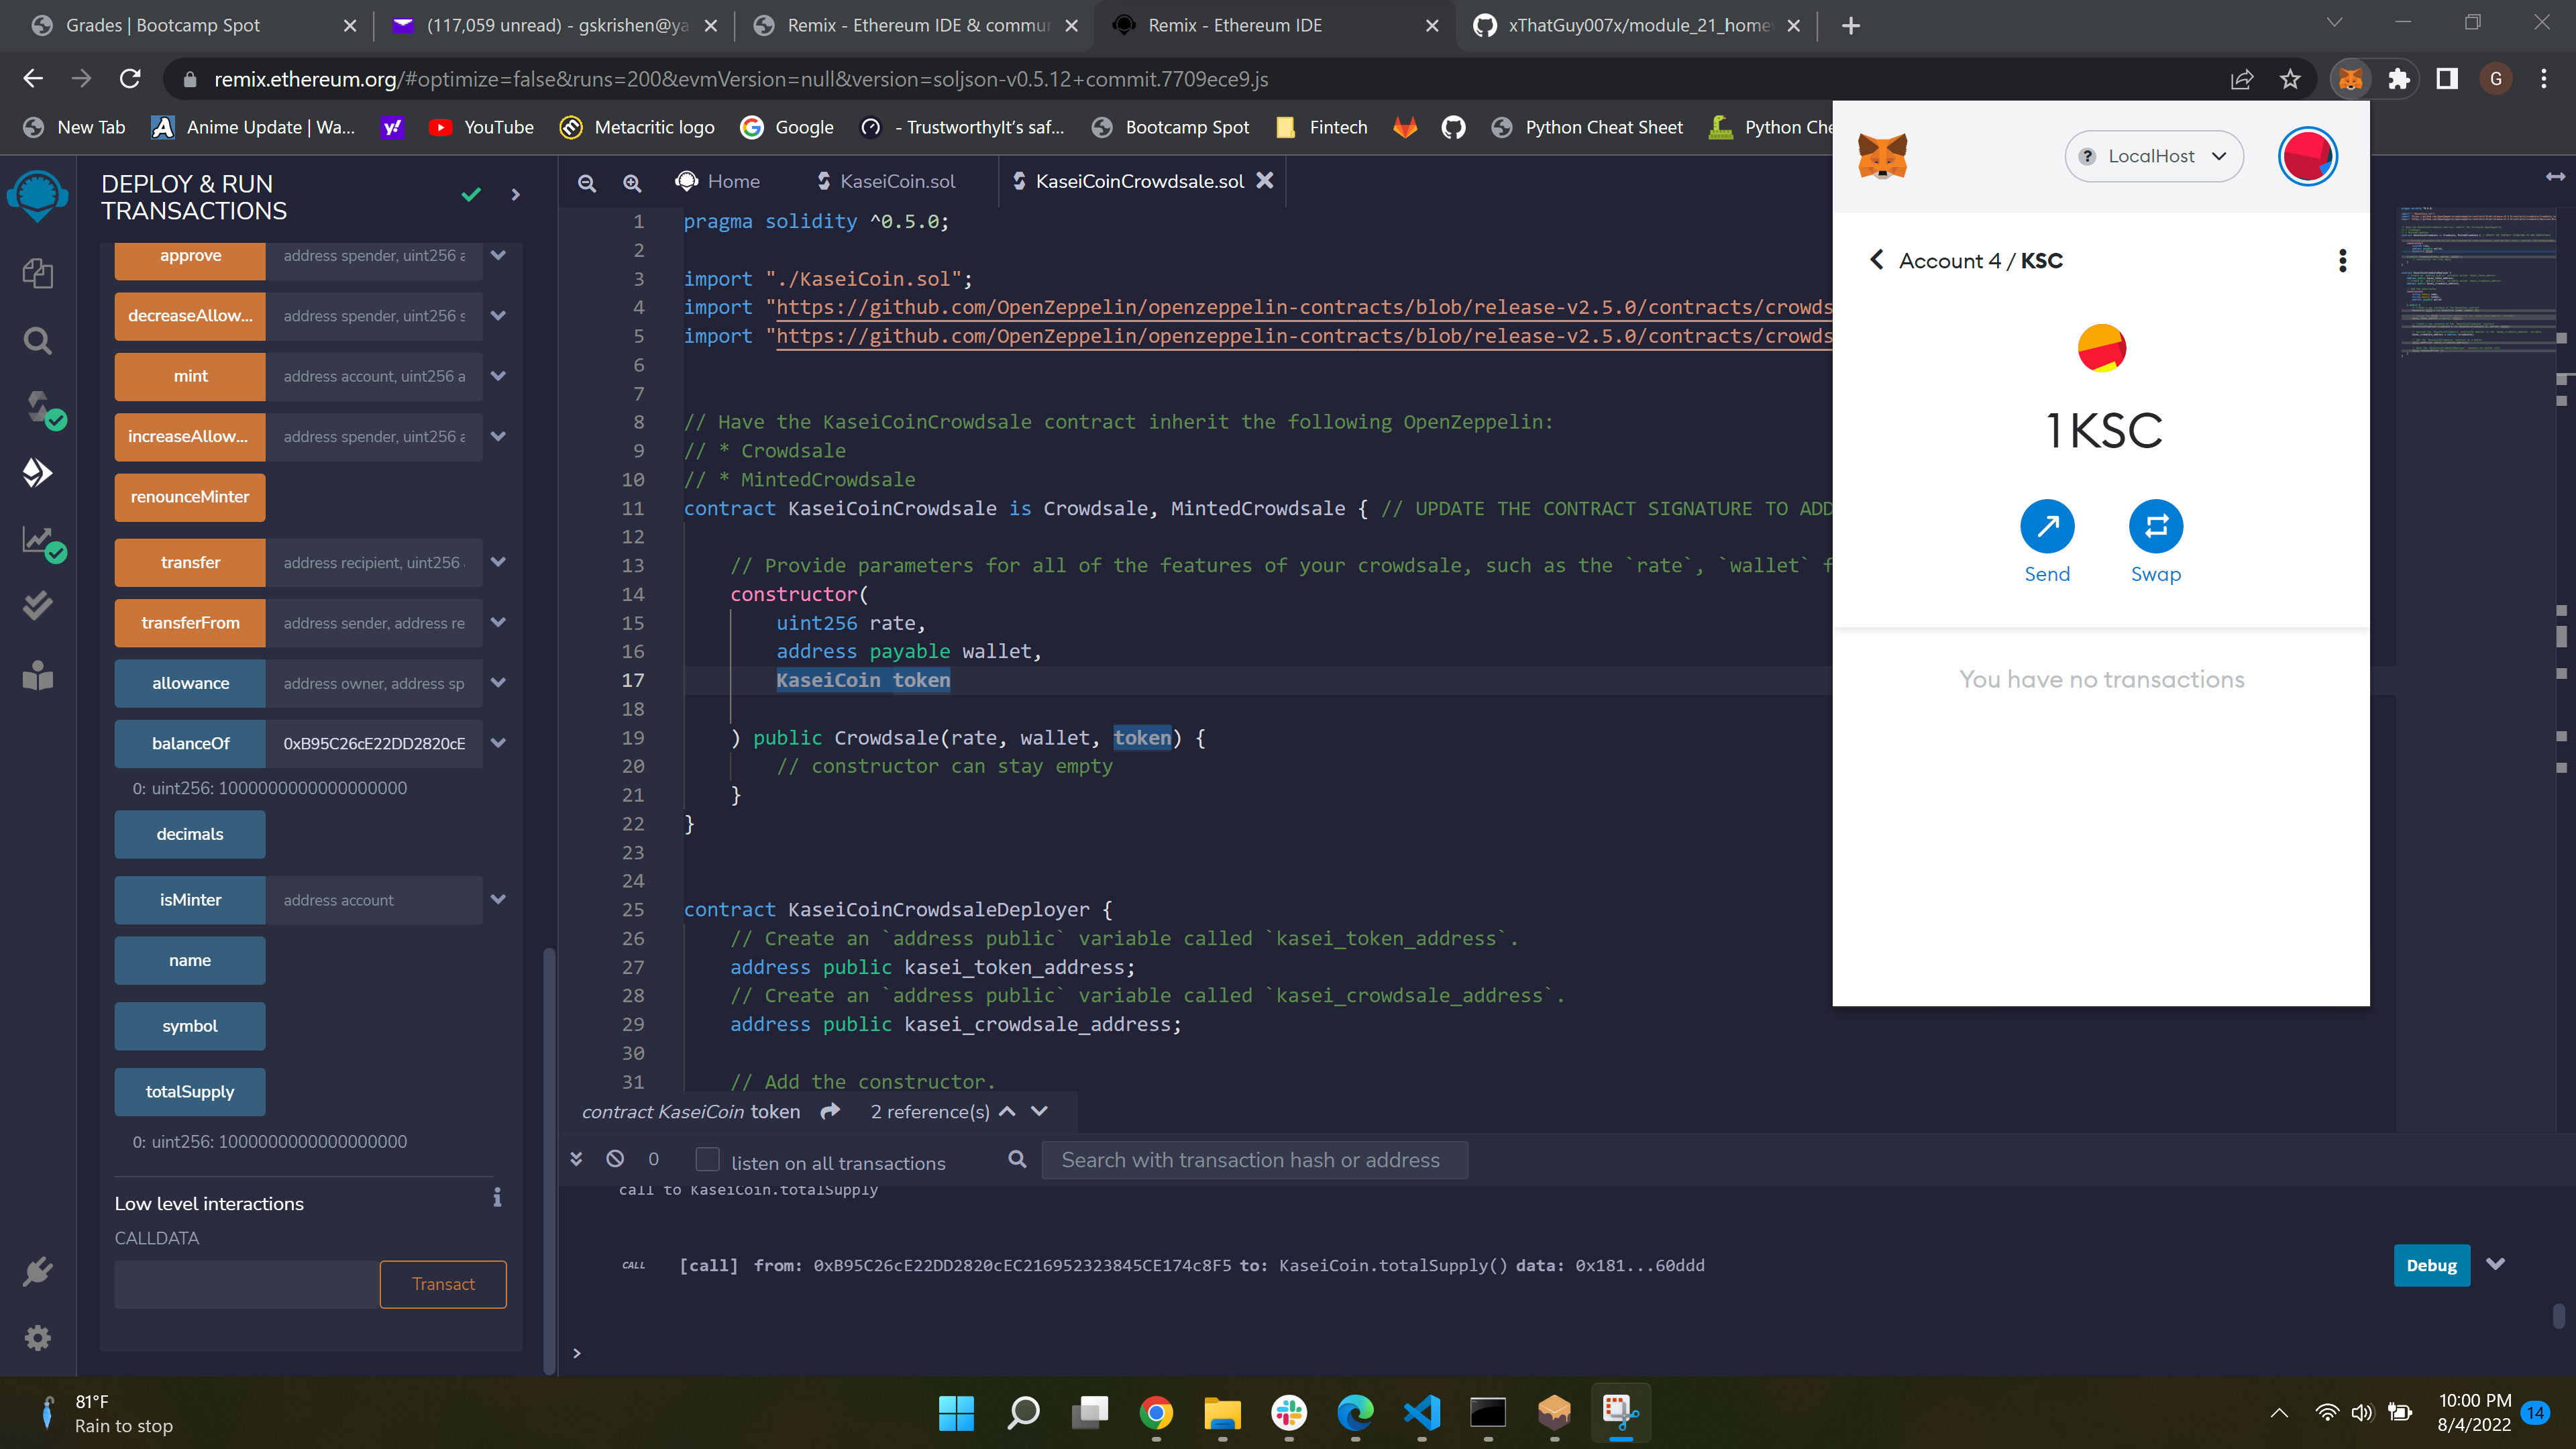 Grades | Bootcamp Spot
(117,059 unread) - gskrishen@ya
Remix - Ethereum IDE & commun
Remix - Ethereum IDE
xThatGuy007x/module_21_home
remix.ethereum.org/#optimize=false&runs=200&evmVersion=null&version=soljson-v0.5.12+commit.7709ece9.js
G
New Tab
Anime Update | Wa...
YouTube
Metacritic logo
Google
- TrustworthyIt's saf...
Bootcamp Spot
Fintech
Python Cheat Sheet
Python Che
DEPLOY & RUN
TRANSACTIONS
approve address spender, uint256 a
decreaseAllow... address spender, uint256 s
mint address account, uint256 a
increaseAllow... address spender, uint256 a
renounceMinter
transfer address recipient, uint256
transferFrom address sender, address re
allowance address owner, address sp
balanceOf 0xB95C26cE22DD2820cE
0: uint256: 1000000000000000000
decimals
isMinter address account
name
symbol
totalSupply
0: uint256: 1000000000000000000
Low level interactions
CALLDATA
Transact
Home
KaseiCoin.sol
KaseiCoinCrowdsale.sol
1 pragma solidity ^0.5.0;
2
3 import "./KaseiCoin.sol";
4 import "https://github.com/OpenZeppelin/openzeppelin-contracts/blob/release-v2.5.0/contracts/crowds
5 import "https://github.com/OpenZeppelin/openzeppelin-contracts/blob/release-v2.5.0/contracts/crowds
6
7
8 // Have the KaseiCoinCrowdsale contract inherit the following OpenZeppelin:
9 // * Crowdsale
10 // * MintedCrowdsale
11 contract KaseiCoinCrowdsale is Crowdsale, MintedCrowdsale { // UPDATE THE CONTRACT SIGNATURE TO ADD
12
13 // Provide parameters for all of the features of your crowdsale, such as the `rate`, `wallet` f
14 constructor(
15 uint256 rate,
16 address payable wallet,
17 KaseiCoin token
18
19 ) public Crowdsale(rate, wallet, token) {
20 // constructor can stay empty
21 }
22 }
23
24
25 contract KaseiCoinCrowdsaleDeployer {
26 // Create an `address public` variable called `kasei_token_address`.
27 address public kasei_token_address;
28 // Create an `address public` variable called `kasei_crowdsale_address`.
29 address public kasei_crowdsale_address;
30
31 // Add the constructor.
contract KaseiCoin token 2 reference(s)
0 listen on all transactions Search with transaction hash or address
call to KaseiCoin.totalSupply
CALL [call] from: 0xB95C26cE22DD2820cEC216952323845CE174c8F5 to: KaseiCoin.totalSupply() data: 0x181...60ddd
Debug
>
LocalHost
Account 4 / KSC
1 KSC
Send
Swap
You have no transactions
81°F
Rain to stop
10:00 PM
8/4/2022
14